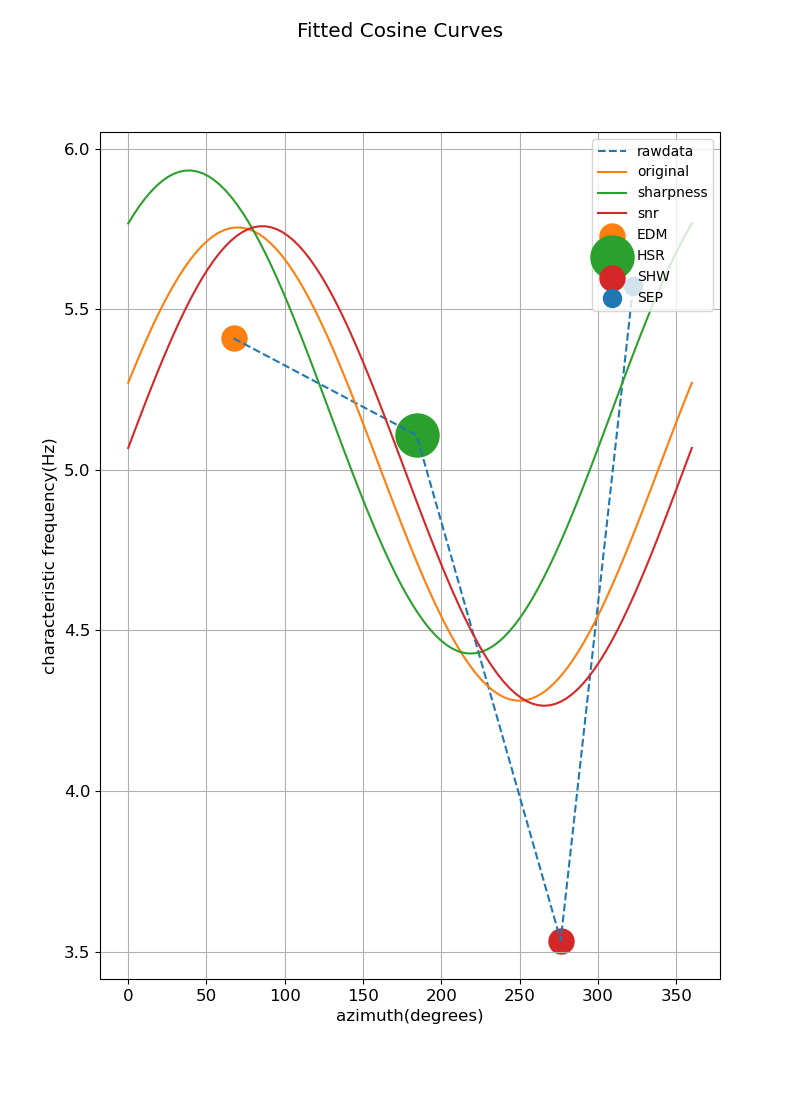 Fitted Cosine Curves
6.0
5.5
5.0
4.5
4.0
3.5
characteristic frequency(Hz)
rawdata
original
sharpness
snr
EDM
HSR
SHW
SEP
0 50 100 150 200 250 300 350
azimuth(degrees)